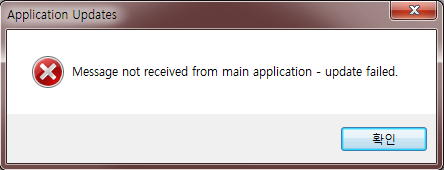 Application Updates
Message not received from main application - update failed.
확인